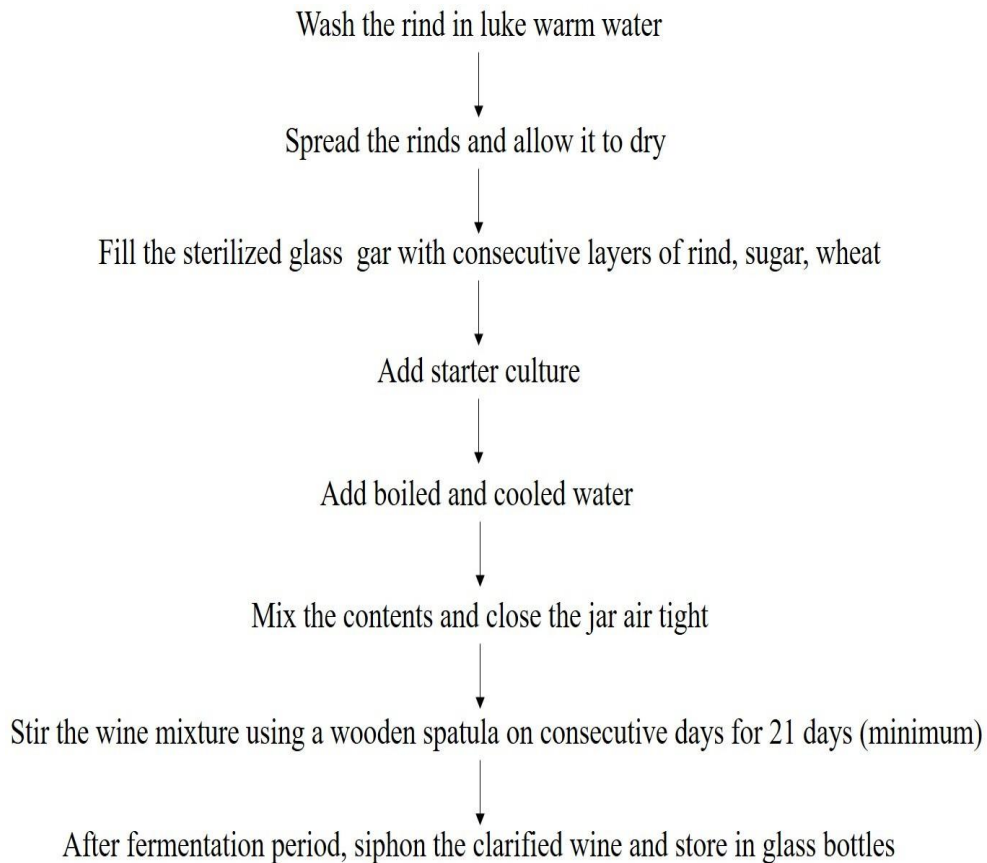 Wash the rind in luke warm water
Spread the rinds and allow it to dry
Fill the sterilized glass gar with consecutive layers of rind, sugar, wheat
Add starter culture
Add boiled and cooled water
Mix the contents and close the jar air tight
Stir the wine mixture using a wooden spatula on consecutive days for 21 days (minimum)
After fermentation period, siphon the clarified wine and store in glass bottles